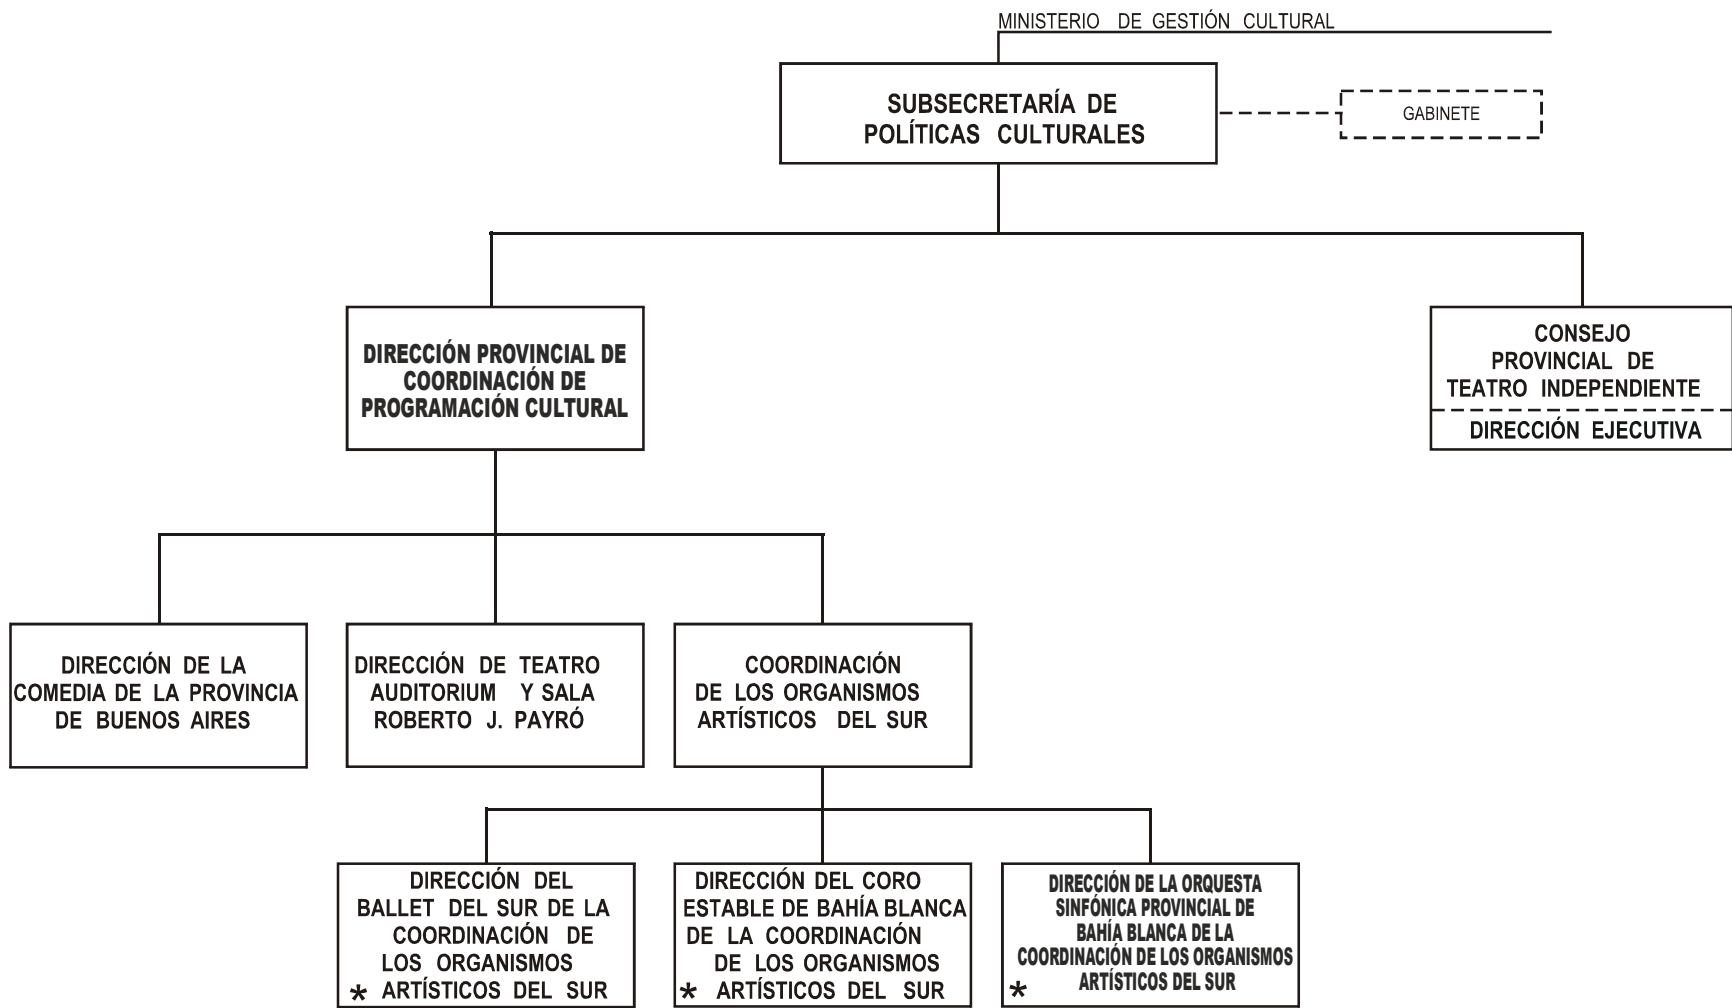 MINISTERIO DE GESTIÓN CULTURAL
SUBSECRETARÍA DE
POLÍTICAS CULTURALES
GABINETE
DIRECCIÓN PROVINCIAL DE
COORDINACIÓN DE
PROGRAMACIÓN CULTURAL
CONSEJO
PROVINCIAL DE
TEATRO INDEPENDIENTE
DIRECCIÓN EJECUTIVA
DIRECCIÓN DE LA
COMEDIA DE LA PROVINCIA
DE BUENOS AIRES
DIRECCIÓN DE TEATRO
AUDITORIUM Y SALA
ROBERTO J. PAYRÓ
COORDINACIÓN
DE LOS ORGANISMOS
ARTÍSTICOS DEL SUR
DIRECCIÓN DEL
BALLET DEL SUR DE LA
COORDINACIÓN DE
LOS ORGANISMOS
* ARTÍSTICOS DEL SUR
DIRECCIÓN DEL CORO
ESTABLE DE BAHÍA BLANCA
DE LA COORDINACIÓN
DE LOS ORGANISMOS
* ARTÍSTICOS DEL SUR
DIRECCIÓN DE LA ORQUESTA
SINFÓNICA PROVINCIAL DE
BAHÍA BLANCA DE LA
COORDINACIÓN DE LOS ORGANISMOS
* ARTÍSTICOS DEL SUR